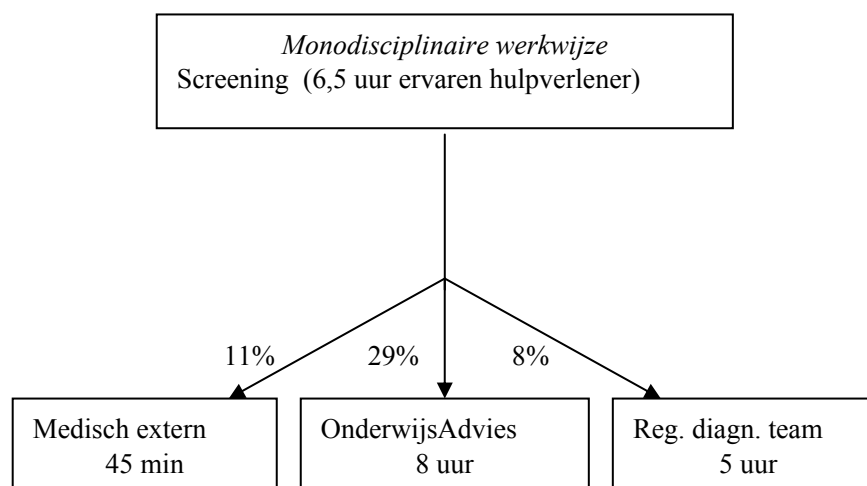 Monodisciplinaire werkwijze
Screening (6,5 uur ervaren hulpverlener)
11%
29%
8%
Medisch extern
45 min
OnderwijsAdvies
8 uur
Reg. diagn. team
5 uur